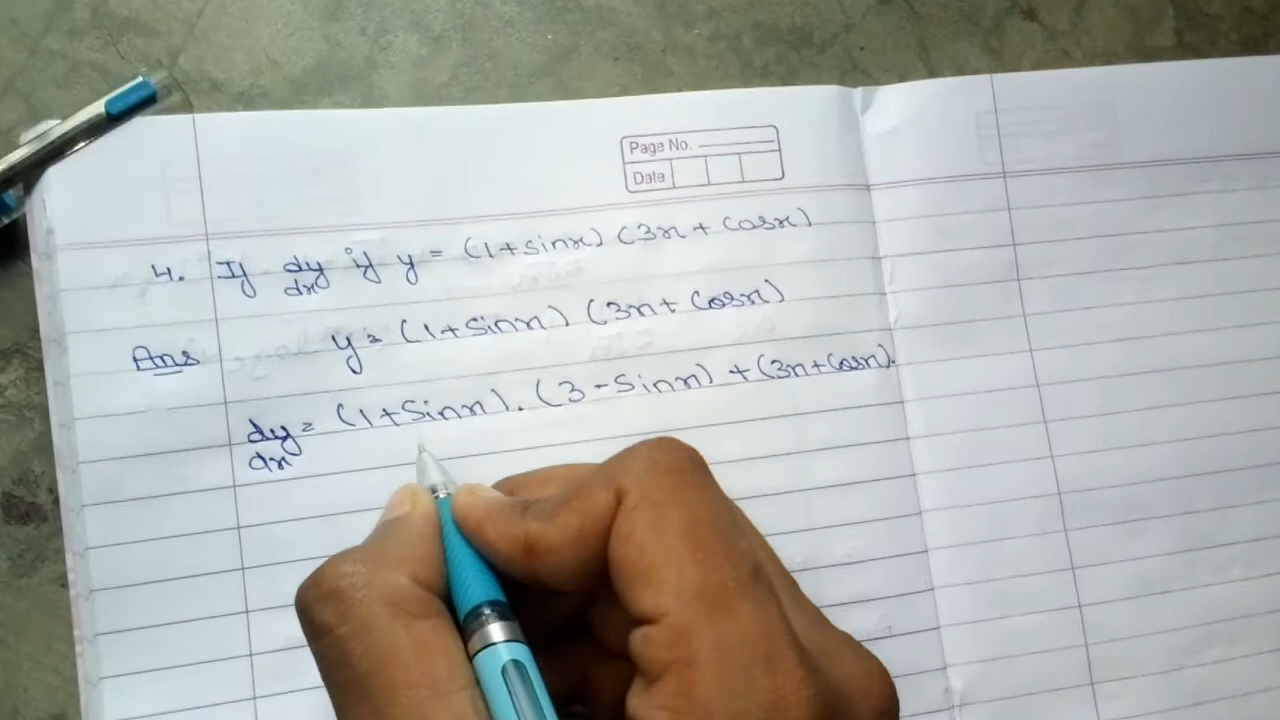 Page No.
Date
4. If dy/dx if y = (1+sinx) (3x + cosx)
Ans y = (1+sinx) (3x + cosx)
dy/dx = (1+sinx). (3-sinx) + (3x+cosx).